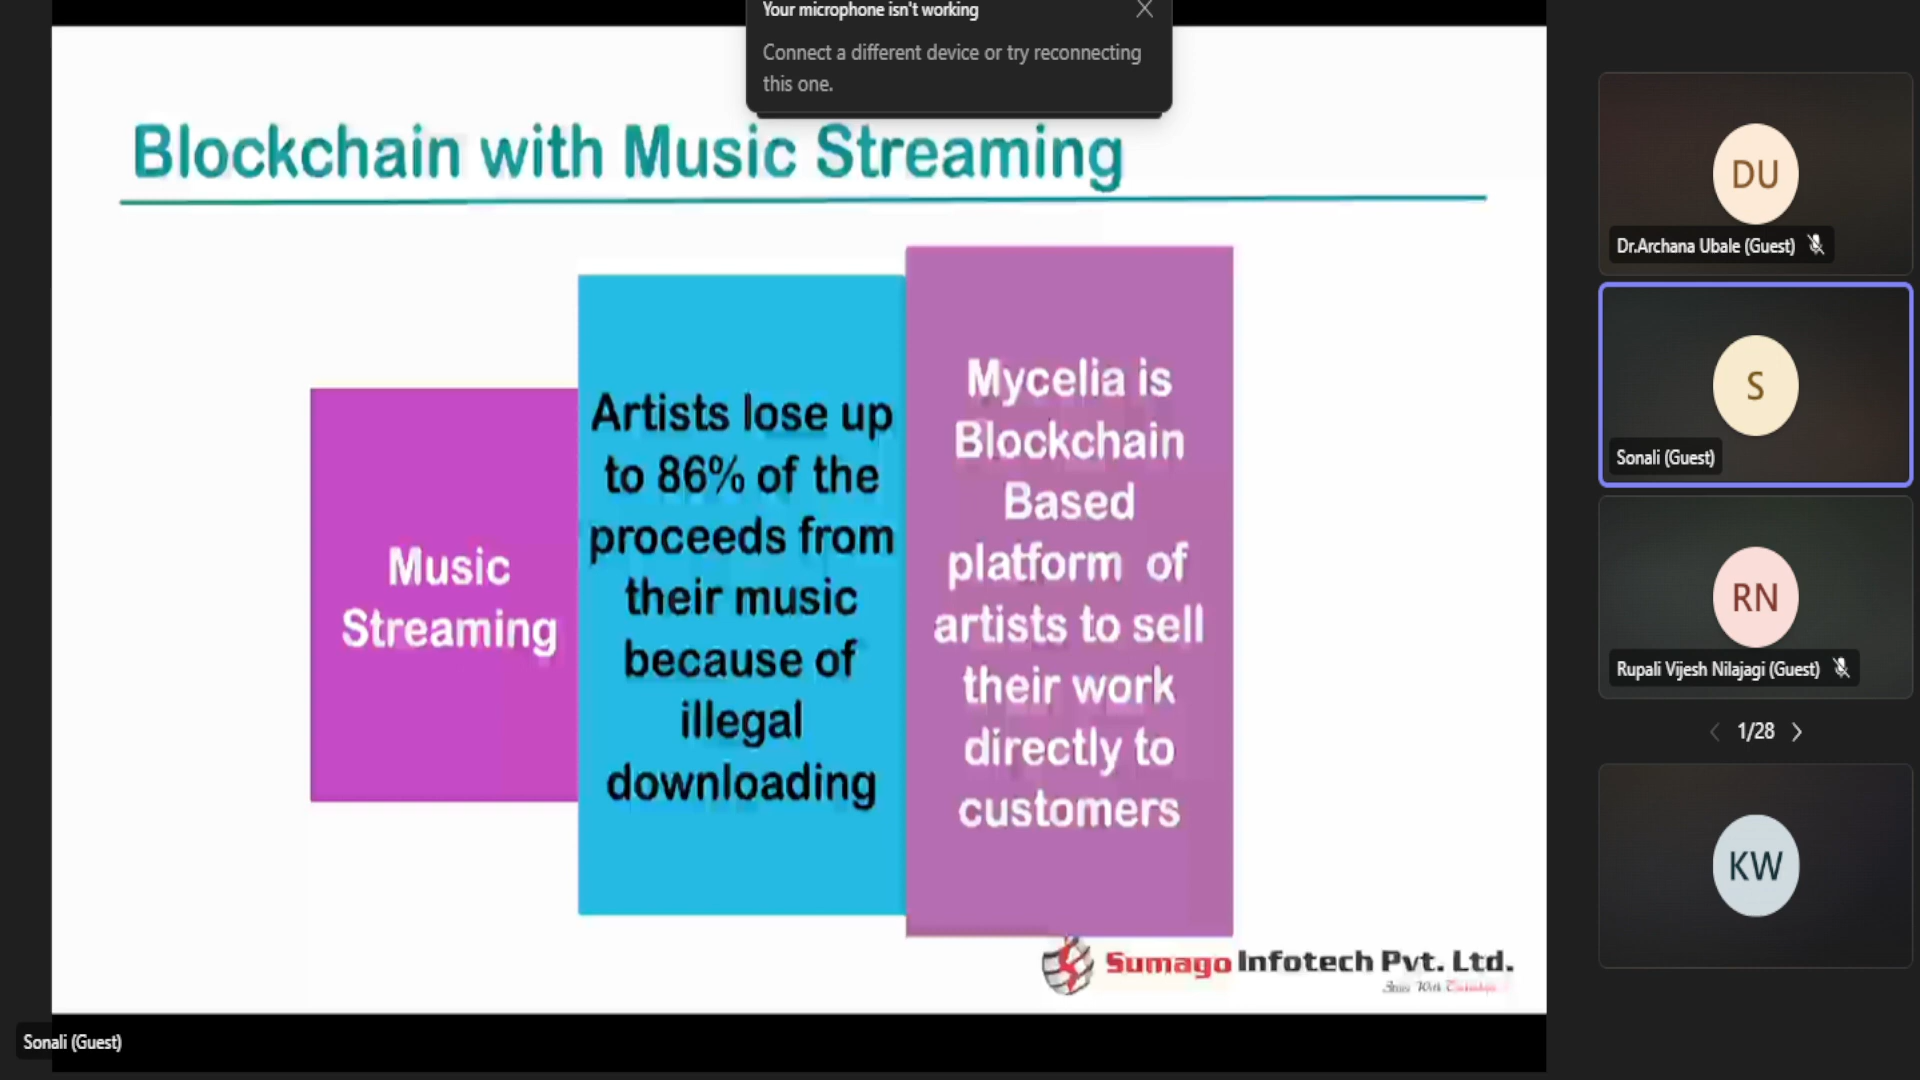 Your microphone isn't working
Connect a different device or try reconnecting
this one.
Blockchain with Music Streaming
Music
Streaming
Artists lose up
to 86% of the
proceeds from
their music
because of
illegal
downloading
Mycelia is
Blockchain
Based
platform of
artists to sell
their work
directly to
customers
Sumago Infotech Pvt. Ltd.
Sonali (Guest)
DU
Dr.Archana Ubale (Guest)
S
Sonali (Guest)
RN
Rupali Vijesh Nilajagi (Guest)
1/28
KW